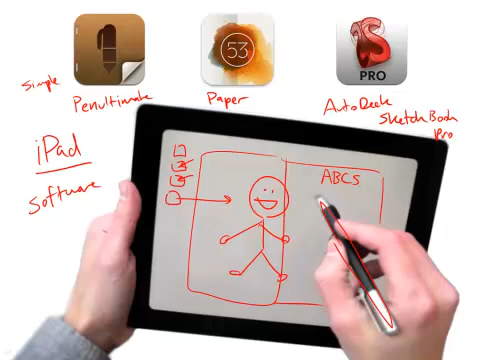 53
PRO
Simple
Penultimate
Paper
AutoDesk
SketchBook
Pro
iPad
Software
ABCS